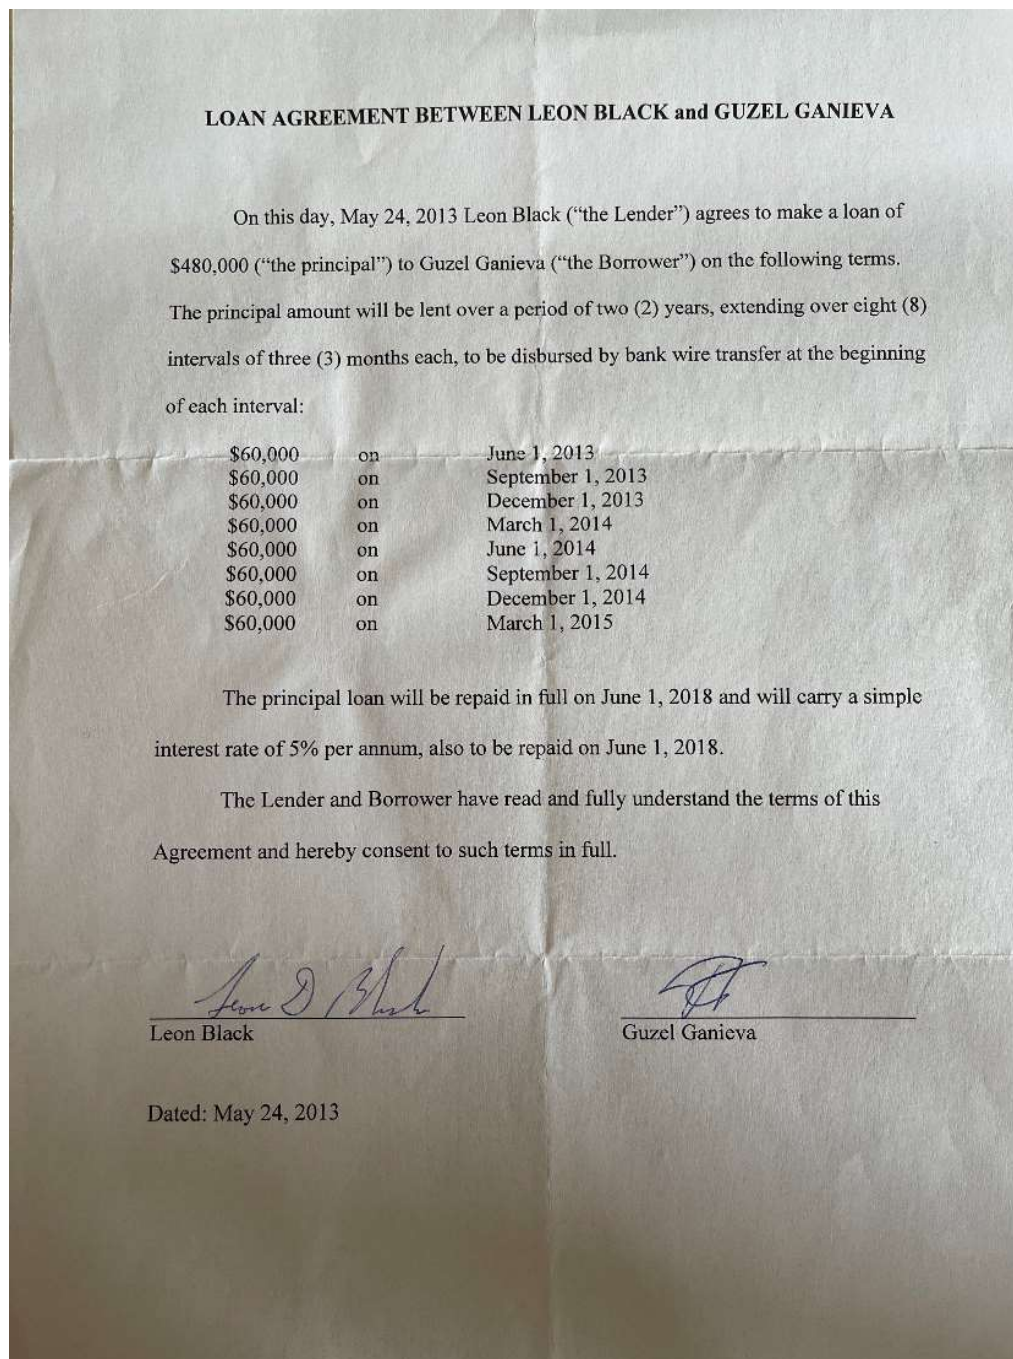 LOAN AGREEMENT BETWEEN LEON BLACK and GUZEL GANIEVA
On this day, May 24, 2013 Leon Black (“the Lender”) agrees to make a loan of
$480,000 (“the principal”) to Guzel Ganieva (“the Borrower”) on the following terms.
The principal amount will be lent over a period of two (2) years, extending over eight (8)
intervals of three (3) months each, to be disbursed by bank wire transfer at the beginning
of each interval:
$60,000 on June 1, 2013
$60,000 on September 1, 2013
$60,000 on December 1, 2013
$60,000 on March 1, 2014
$60,000 on June 1, 2014
$60,000 on September 1, 2014
$60,000 on December 1, 2014
$60,000 on March 1, 2015
The principal loan will be repaid in full on June 1, 2018 and will carry a simple
interest rate of 5% per annum, also to be repaid on June 1, 2018.
The Lender and Borrower have read and fully understand the terms of this
Agreement and hereby consent to such terms in full.
Leon D Black
Leon Black Guzel Ganieva
Dated: May 24, 2013